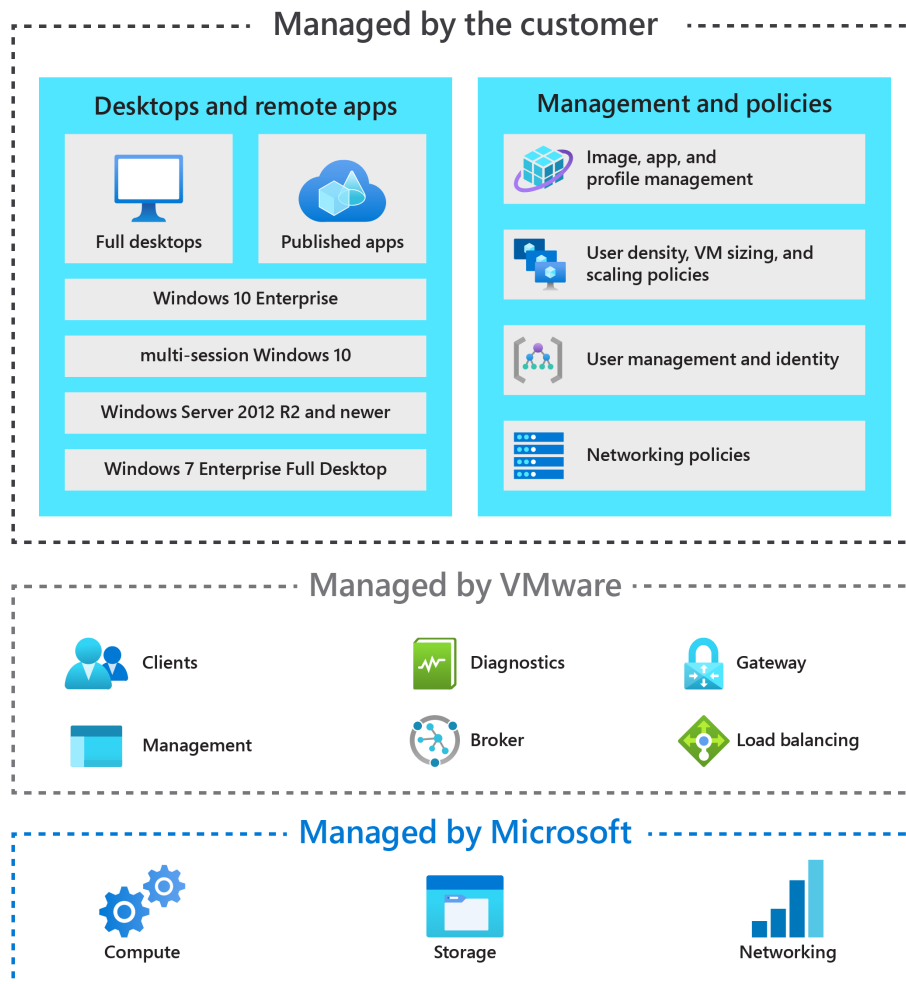 Managed by the customer
Desktops and remote apps
Full desktops
Published apps
Windows 10 Enterprise
multi-session Windows 10
Windows Server 2012 R2 and newer
Windows 7 Enterprise Full Desktop
Management and policies
Image, app, and
profile management
User density, VM sizing, and
scaling policies
User management and identity
Networking policies
Managed by VMware
Clients
Diagnostics
Gateway
Management
Broker
Load balancing
Managed by Microsoft
Compute
Storage
Networking